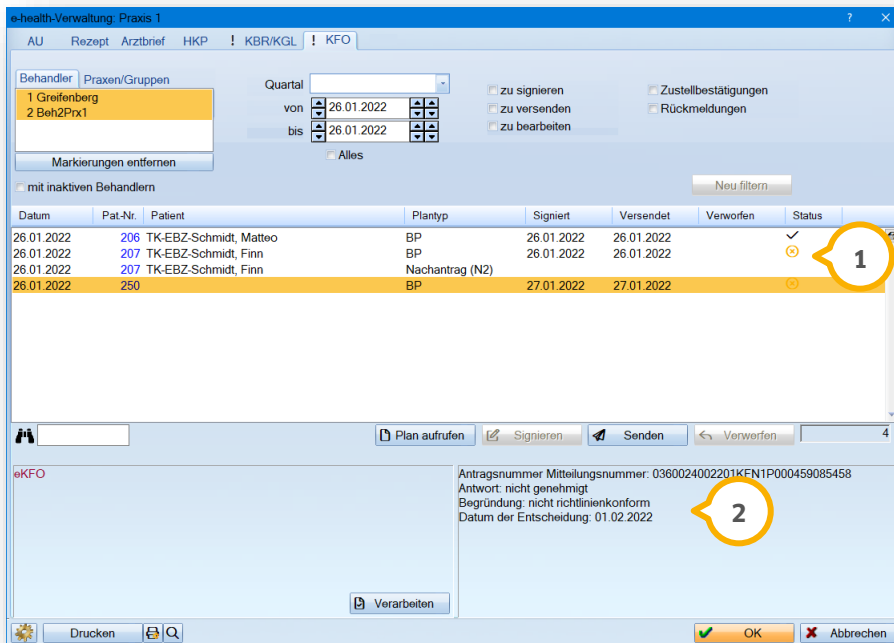 e-health-Verwaltung: Praxis 1
AU Rezept Arztbrief HKP ! KBR/KGL ! KFO
Behandler Praxen/Gruppen
1 Greifenberg
2 Beh2Prx1
Markierungen entfernen
mit inaktiven Behandlern
Quartal
von 26.01.2022
bis 26.01.2022
Alles
zu signieren
zu versenden
zu bearbeiten
Zustellbestätigungen
Rückmeldungen
Neu filtern
Datum Pat-Nr. Patient Plantyp Signiert Versendet Verworfen Status
26.01.2022 206 TK-EBZ-Schmidt, Matteo BP 26.01.2022 26.01.2022
26.01.2022 207 TK-EBZ-Schmidt, Finn BP 26.01.2022 26.01.2022
26.01.2022 207 TK-EBZ-Schmidt, Finn Nachantrag (N2)
26.01.2022 250 BP 27.01.2022 27.01.2022
1
Plan aufrufen Signieren Senden Verwerfen 4
eKFO
Verarbeiten
Antragsnummer Mitteilungsnummer: 0360024002201KFN1P000459085458
Antwort: nicht genehmigt
Begründung: nicht richtlinienkonform
Datum der Entscheidung: 01.02.2022
2
Drucken OK Abbrechen